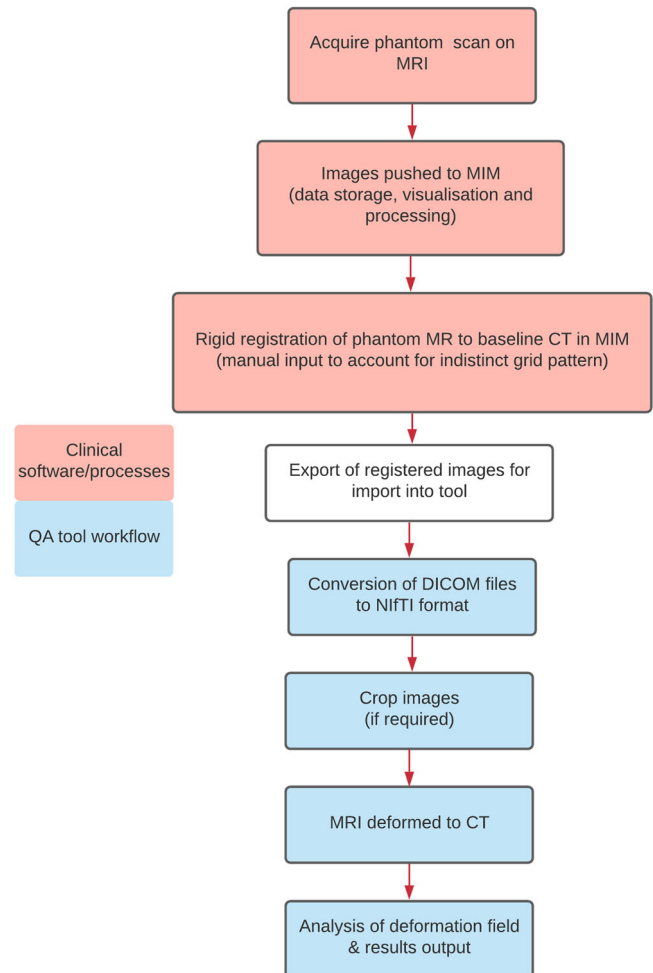 Acquire phantom scan on
MRI
Images pushed to MIM
(data storage, visualisation and
processing)
Rigid registration of phantom MR to baseline CT in MIM
(manual input to account for indistinct grid pattern)
Clinical
software/processes
QA tool workflow
Export of registered images for
import into tool
Conversion of DICOM files
to NIfTI format
Crop images
(if required)
MRI deformed to CT
Analysis of deformation field
& results output